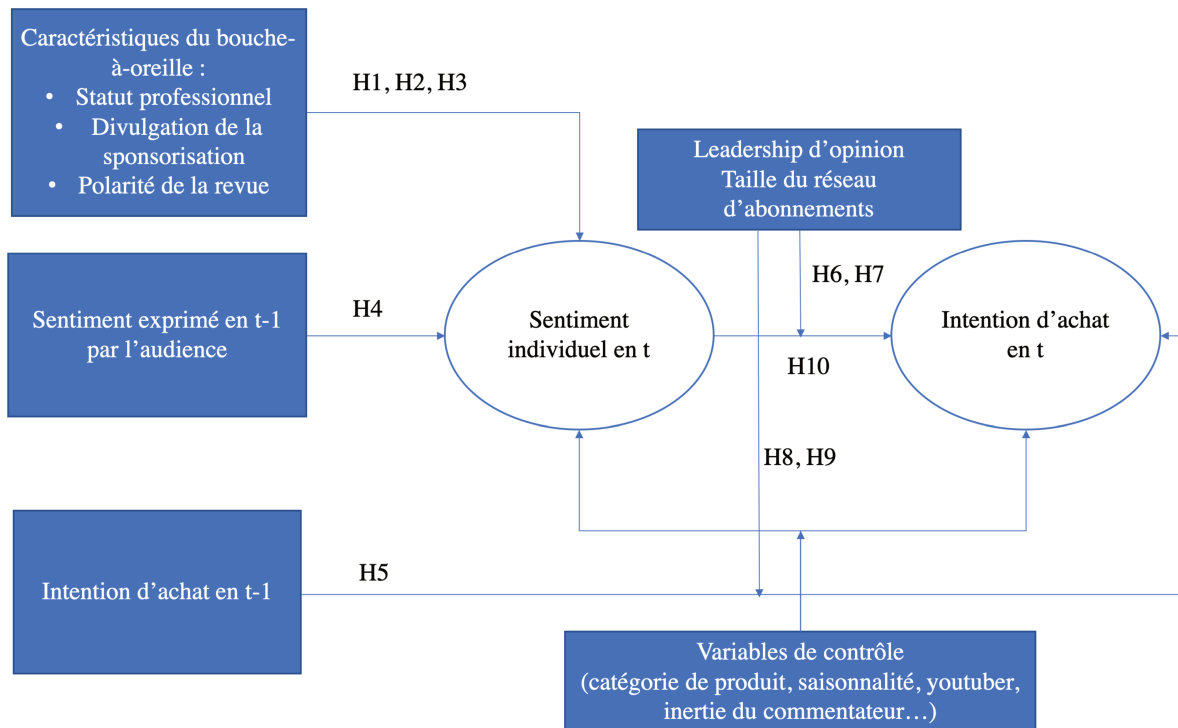 Caractéristiques du bouche-
à-oreille :
• Statut professionnel
• Divulgation de la
sponsorisation
• Polarité de la revue
H1, H2, H3
Leadership d’opinion
Taille du réseau
d’abonnements
H6, H7
Sentiment exprimé en t-1
par l’audience
H4
Sentiment
individuel en t
H10
Intention d’achat
en t
H8, H9
Intention d’achat en t-1
H5
Variables de contrôle
(catégorie de produit, saisonnalité, youtuber,
inertie du commentateur…)